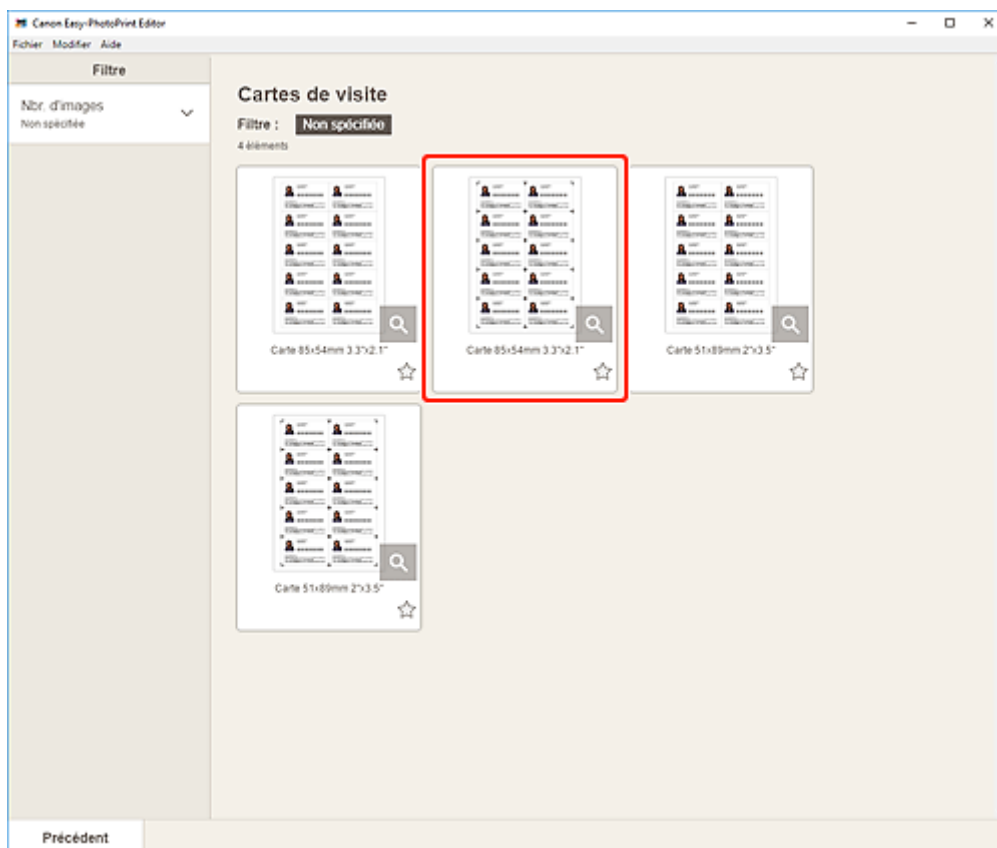 Canon Easy-PhotoPrint Editor
Fichier Modifier Aide
Filtre
Nbr. d'images
Non spécifiée
Cartes de visite
Filtre : Non spécifiée
4 éléments
Carte 85x54mm 3.3"x2.1"
Carte 85x54mm 3.3"x2.1"
Carte 51x89mm 2"x3.5"
Carte 51x89mm 2"x3.5"
Précédent